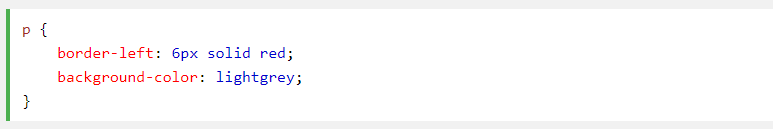 p {
    border-left: 6px solid red;
    background-color: lightgrey;
}